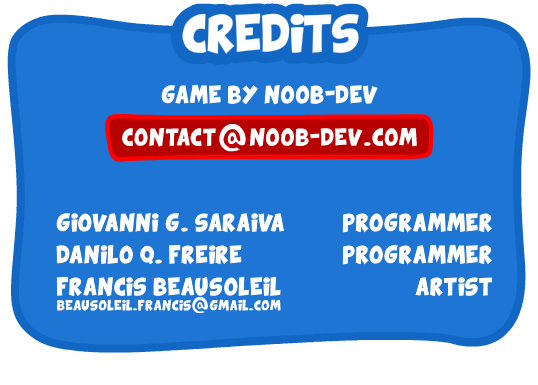 CREDiTS
GAME BY NOOB-DEV
CONTACT@NOOB-DEV.COM
GiOVANNi G. SARAiVA PROGRAMMER
DANiLO Q. FREiRE PROGRAMMER
FRANCiS BEAUSOLEiL ARTiST
BEAUSOLEiL.FRANCiS@GMAiL.COM